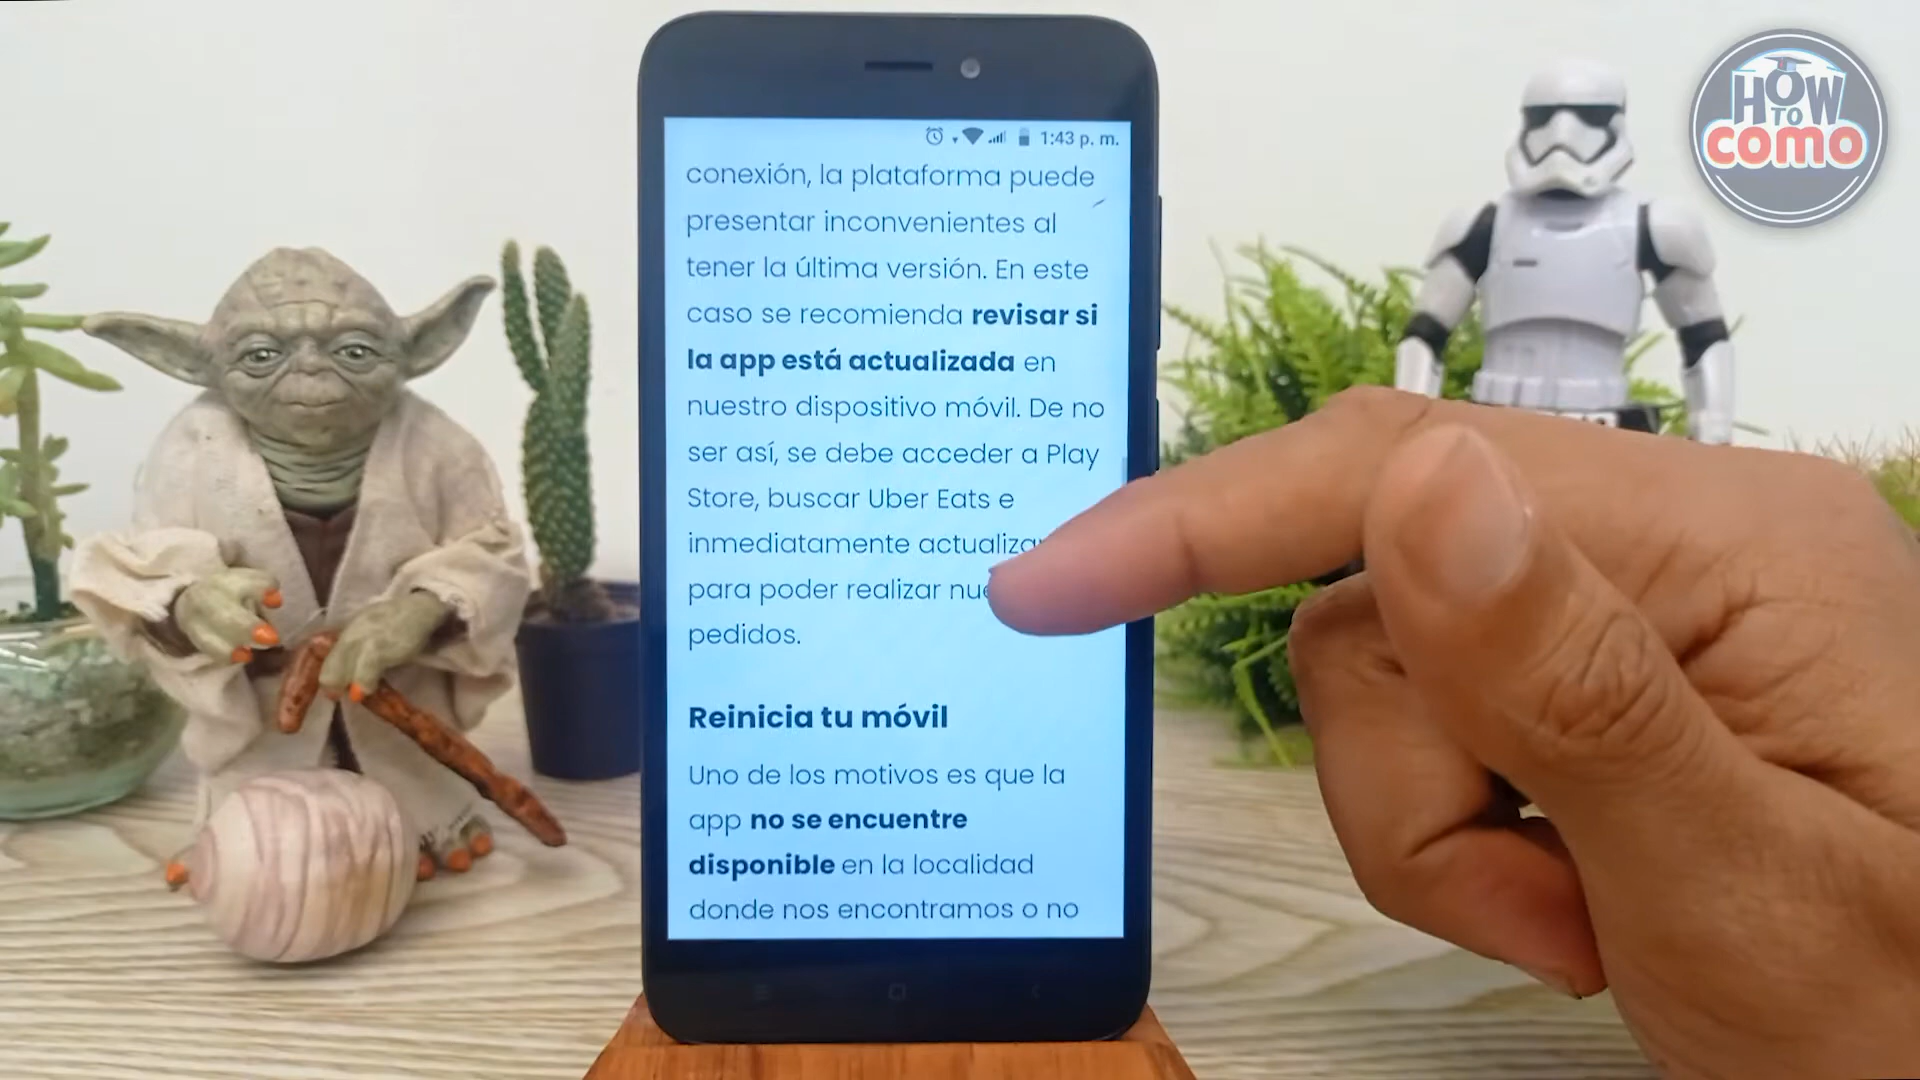 HOW
TO
como
1:43 p. m.
conexión, la plataforma puede
presentar inconvenientes al
tener la última versión. En este
caso se recomienda revisar si
la app está actualizada en
nuestro dispositivo móvil. De no
ser así, se debe acceder a Play
Store, buscar Uber Eats e
inmediatamente
para poder realizar
pedidos.
Reinicia tu móvil
Uno de los motivos es que la
app no se encuentre
disponible en la localidad
donde nos encontramos o no